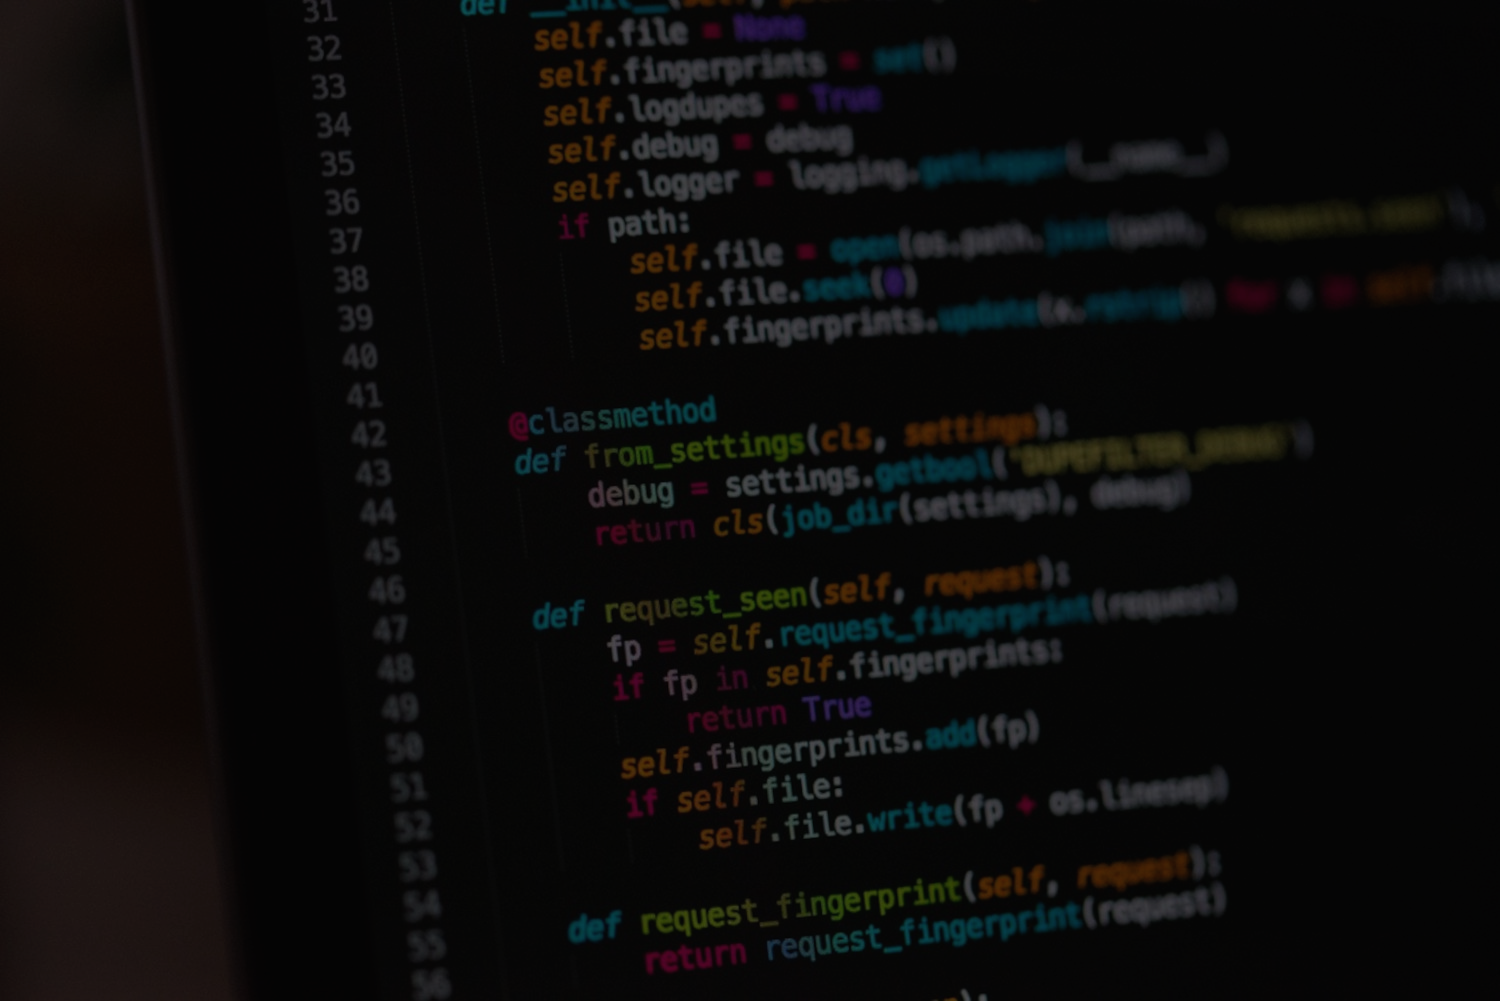 31 def __init__(self,
32 self.file = None
33 self.fingerprints = set()
34 self.logdupes = True
35 self.debug = debug
36 self.logger = logging.getLogger(__name__)
37 if path:
38 self.file = open(os.path.join(path, 'requests.seen'),
39 self.file.seek(0)
40 self.fingerprints.update(x.rstrip() for x in self.file
41
42 @classmethod
43 def from_settings(cls, settings):
44 debug = settings.getbool('DUPEFILTER_DEBUG')
45 return cls(job_dir(settings), debug)
46
47 def request_seen(self, request):
48 fp = self.request_fingerprint(request)
49 if fp in self.fingerprints:
50 return True
51 self.fingerprints.add(fp)
52 if self.file:
53 self.file.write(fp + os.linesep)
54
55 def request_fingerprint(self, request):
56 return request_fingerprint(request)